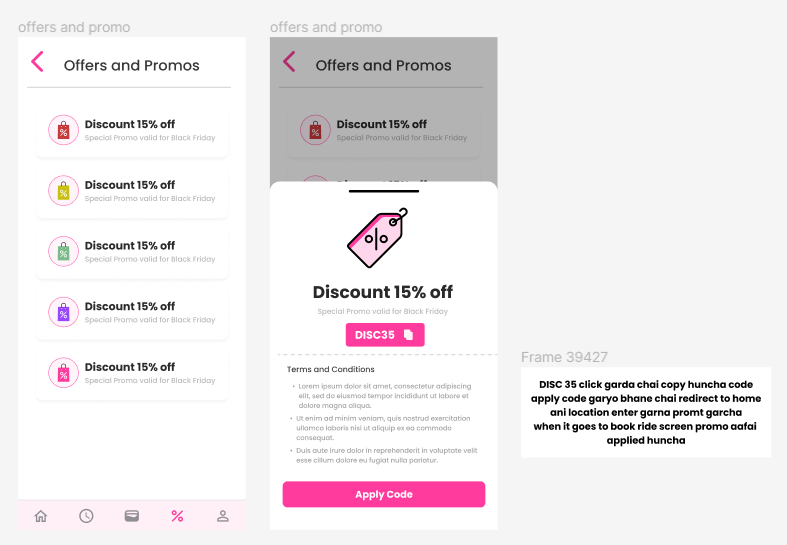 offers and promo
Offers and Promos
Discount 15% off
Special Promo valid for Black Friday
Discount 15% off
Special Promo valid for Black Friday
Discount 15% off
Special Promo valid for Black Friday
Discount 15% off
Special Promo valid for Black Friday
Discount 15% off
Special Promo valid for Black Friday
offers and promo
Offers and Promos
Discount 15% off
Special Promo valid for Black Friday
Discount 15% off
Discount 15% off
Special Promo valid for Black Friday
DISC35
Terms and Conditions
• Lorem ipsum dolor sit amet, consectetur adipiscing
elit, sed do eiusmod tempor incididunt ut labore et
dolore magna aliqua.
• Ut enim ad minim veniam, quis nostrud exercitation
ullamco laboris nisi ut aliquip ex ea commodo
consequat.
• Duis aute irure dolor in reprehenderit in voluptate velit
esse cillum dolore eu fugiat nulla pariatur.
Apply Code
Frame 39427
DISC 35 click garda chai copy huncha code
apply code garyo bhane chai redirect to home
ani location enter garna promt garcha
when it goes to book ride screen promo aafai
applied huncha